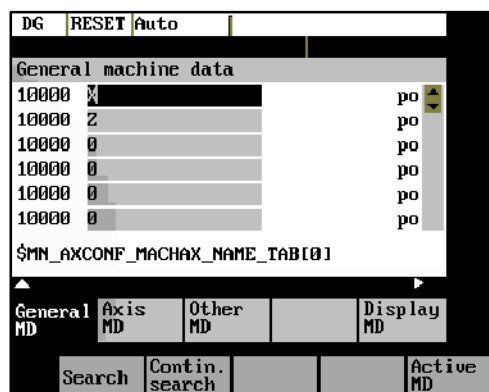 DG RESET Auto
General machine data
10000 X po
10000 Z po
10000 0 po
10000 0 po
10000 0 po
10000 0 po
$MN_AXCONF_MACHAX_NAME_TAB[0]
General MD Axis MD Other MD Display MD
Search Contin. search Active MD